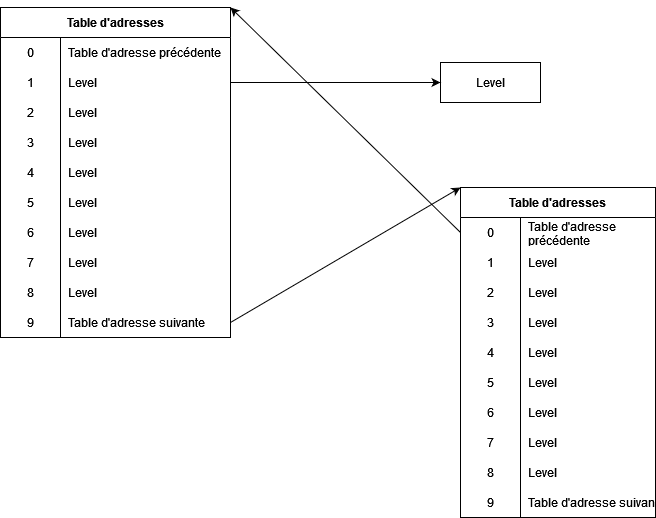 Table d'adresses
0 Table d'adresse précédente
1 Level
2 Level
3 Level
4 Level
5 Level
6 Level
7 Level
8 Level
9 Table d'adresse suivante
Level
Table d'adresses
0 Table d'adresse
précédente
1 Level
2 Level
3 Level
4 Level
5 Level
6 Level
7 Level
8 Level
9 Table d'adresse suivan